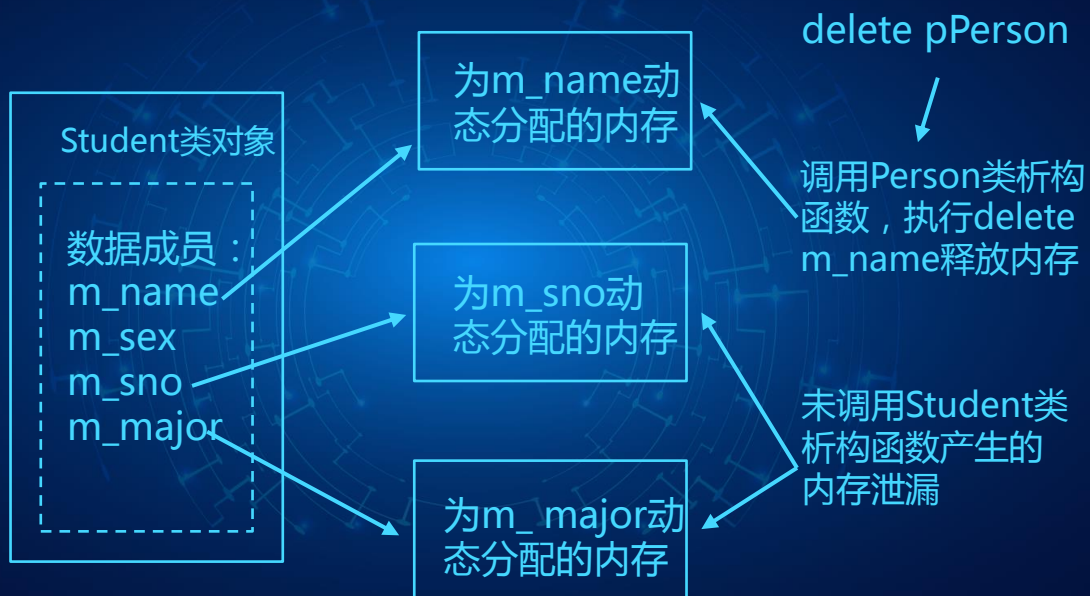 Student类对象
数据成员：
m_name
m_sex
m_sno
m_major
为m_name动
态分配的内存
为m_sno动
态分配的内存
为m_ major动
态分配的内存
delete pPerson
调用Person类析构
函数，执行delete
m_name释放内存
未调用Student类
析构函数产生的
内存泄漏